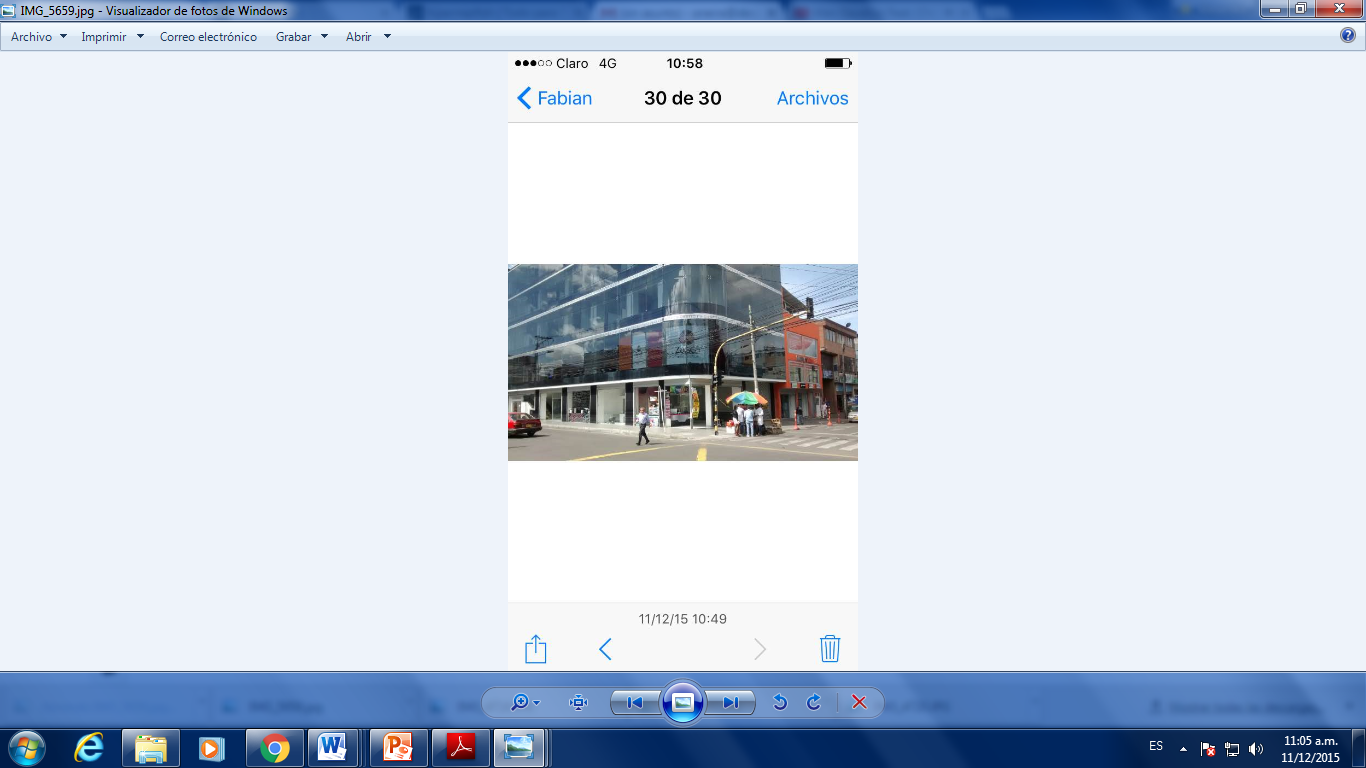 IMG_5659.jpg - Visualizador de fotos de Windows
Archivo Imprimir Correo electrónico Grabar Abrir
Claro 4G 10:58
Fabian 30 de 30 Archivos
11/12/15 10:49
ES 11:05 a.m.
11/12/2015